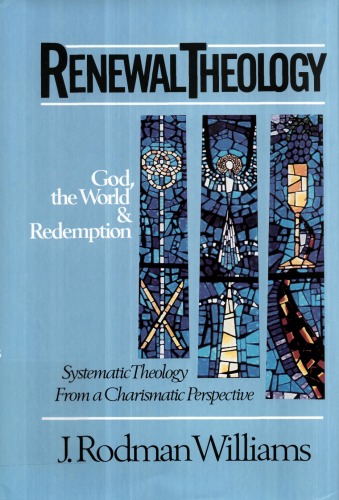 RENEWAL THEOLOGY
God,
the World
&
Redemption
Systematic Theology
From a Charismatic Perspective
J. Rodman Williams